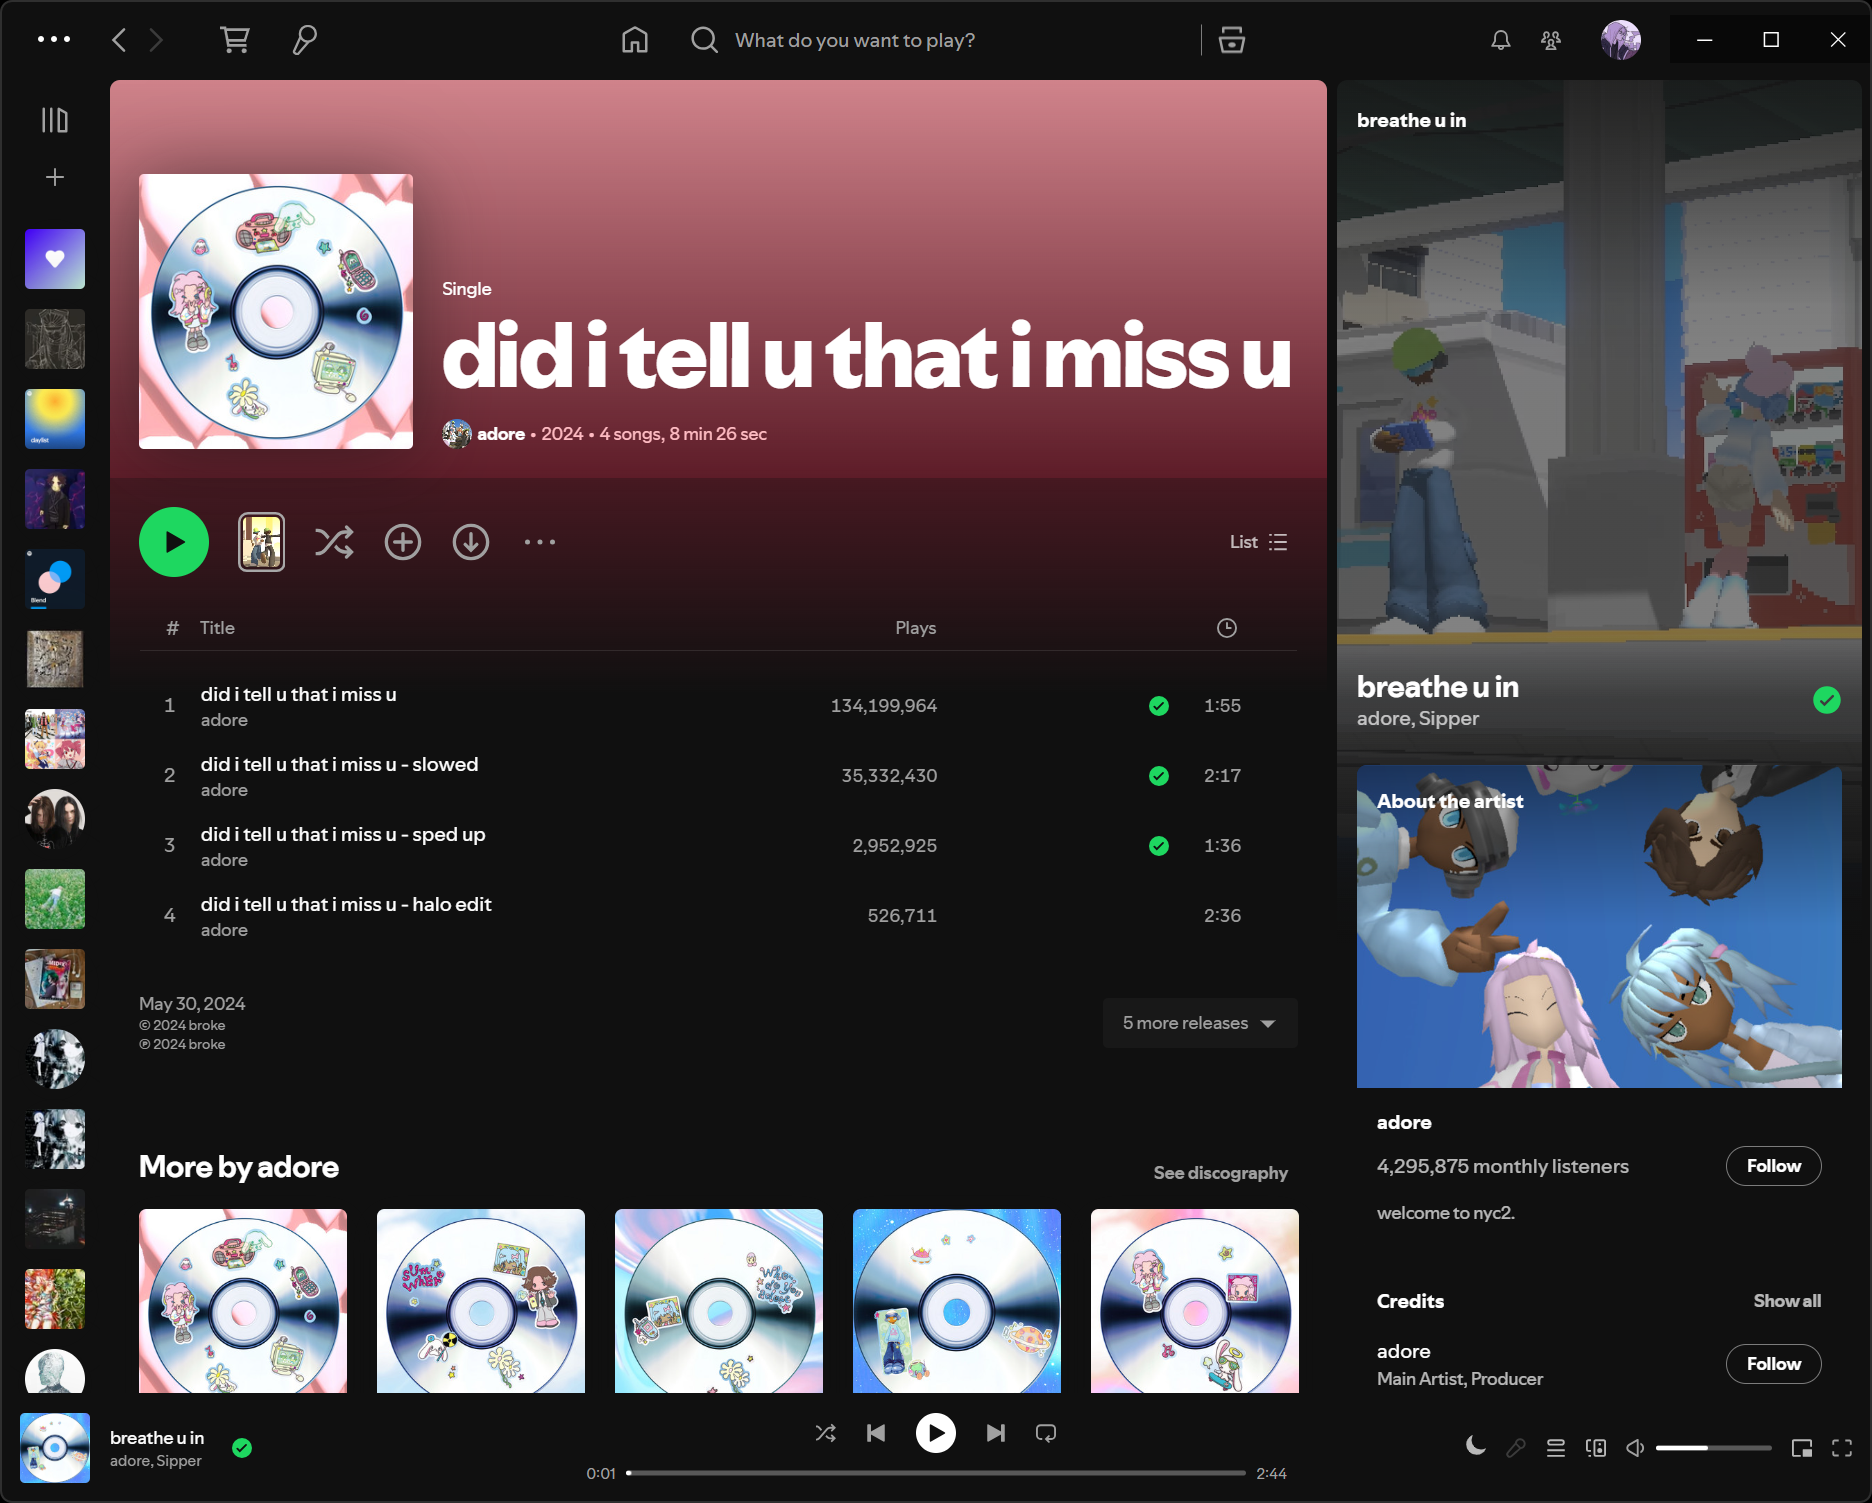 What do you want to play?
daylist
Blend
Single
did i tell u that i miss u
adore • 2024 • 4 songs, 8 min 26 sec
List
# Title Plays
1 did i tell u that i miss u 134,199,964 1:55
adore
2 did i tell u that i miss u - slowed 35,332,430 2:17
adore
3 did i tell u that i miss u - sped up 2,952,925 1:36
adore
4 did i tell u that i miss u - halo edit 526,711 2:36
adore
May 30, 2024
© 2024 broke
℗ 2024 broke
5 more releases
More by adore
See discography
breathe u in
breathe u in
adore, Sipper
About the artist
adore
4,295,875 monthly listeners
Follow
welcome to nyc2.
Credits
Show all
adore
Main Artist, Producer
Follow
breathe u in
adore, Sipper
0:01
2:44